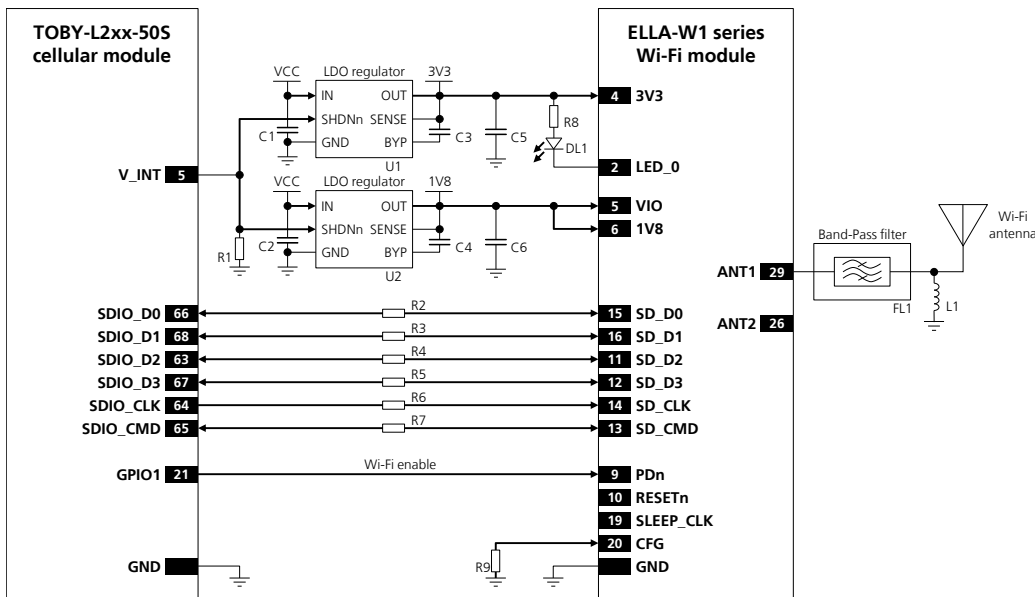 TOBY-L2xx-50S
cellular module
ELLA-W1 series
Wi-Fi module
VCC
LDO regulator
3V3
IN
OUT
SHDNn
SENSE
GND
BYP
C1
U1
C3
C5
R8
DL1
4 3V3
2 LED_0
V_INT 5
VCC
LDO regulator
1V8
IN
OUT
SHDNn
SENSE
GND
BYP
R1
C2
U2
C4
C6
5 VIO
6 1V8
Band-Pass filter
Wi-Fi
antenna
ANT1 29
FL1
L1
ANT2 26
SDIO_D0 66
R2
15 SD_D0
SDIO_D1 68
R3
16 SD_D1
SDIO_D2 63
R4
11 SD_D2
SDIO_D3 67
R5
12 SD_D3
SDIO_CLK 64
R6
14 SD_CLK
SDIO_CMD 65
R7
13 SD_CMD
GPIO1 21
Wi-Fi enable
9 PDn
10 RESETn
19 SLEEP_CLK
20 CFG
R9
GND
GND